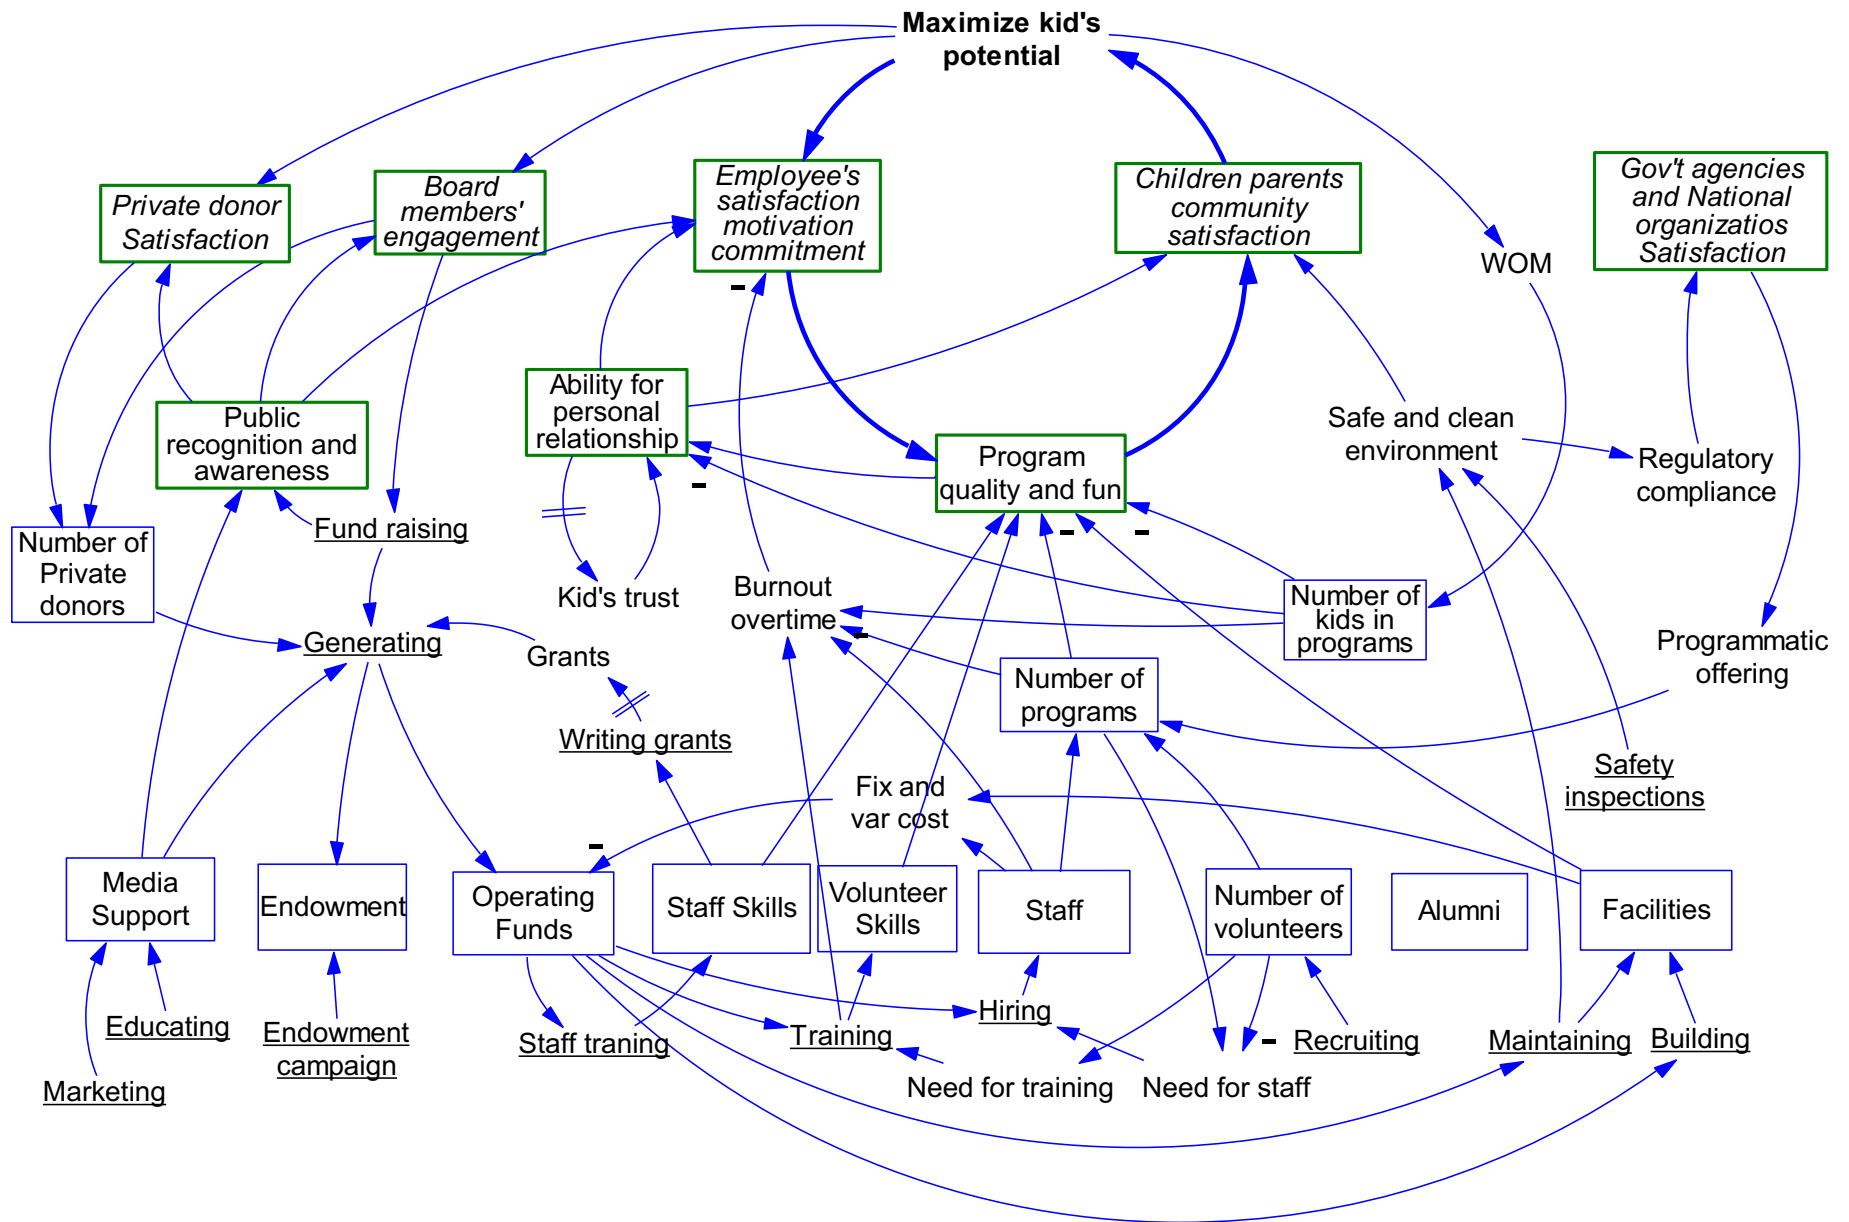 Maximize kid's
potential
Private donor
Satisfaction
Board
members'
engagement
Employee's
satisfaction
motivation
commitment
Children parents
community
satisfaction
WOM
Gov't agencies
and National
organizatios
Satisfaction
Public
recognition and
awareness
Ability for
personal
relationship
Program
quality and fun
Safe and clean
environment
Regulatory
compliance
Number of
Private
donors
Fund raising
Kid's trust
Burnout
overtime
Number of
kids in
programs
Generating
Grants
Number of
programs
Programmatic
offering
Writing grants
Fix and
var cost
Safety
inspections
Media
Support
Endowment
Operating
Funds
Staff Skills
Volunteer
Skills
Staff
Number of
volunteers
Alumni
Facilities
Educating
Endowment
campaign
Staff traning
Training
Hiring
Recruiting
Maintaining
Building
Marketing
Need for training
Need for staff